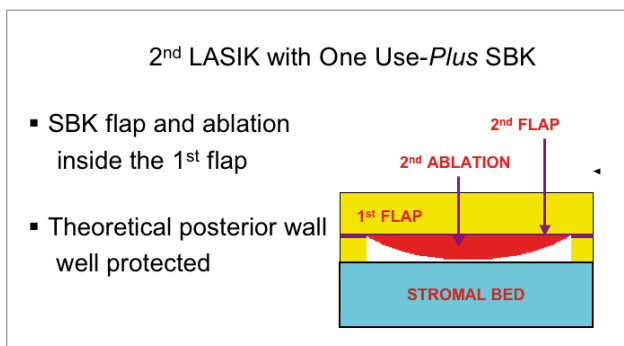 2nd LASIK with One Use-Plus SBK
▪ SBK flap and ablation
inside the 1st flap
▪ Theoretical posterior wall
well protected
2nd FLAP
2nd ABLATION
1st FLAP
STROMAL BED